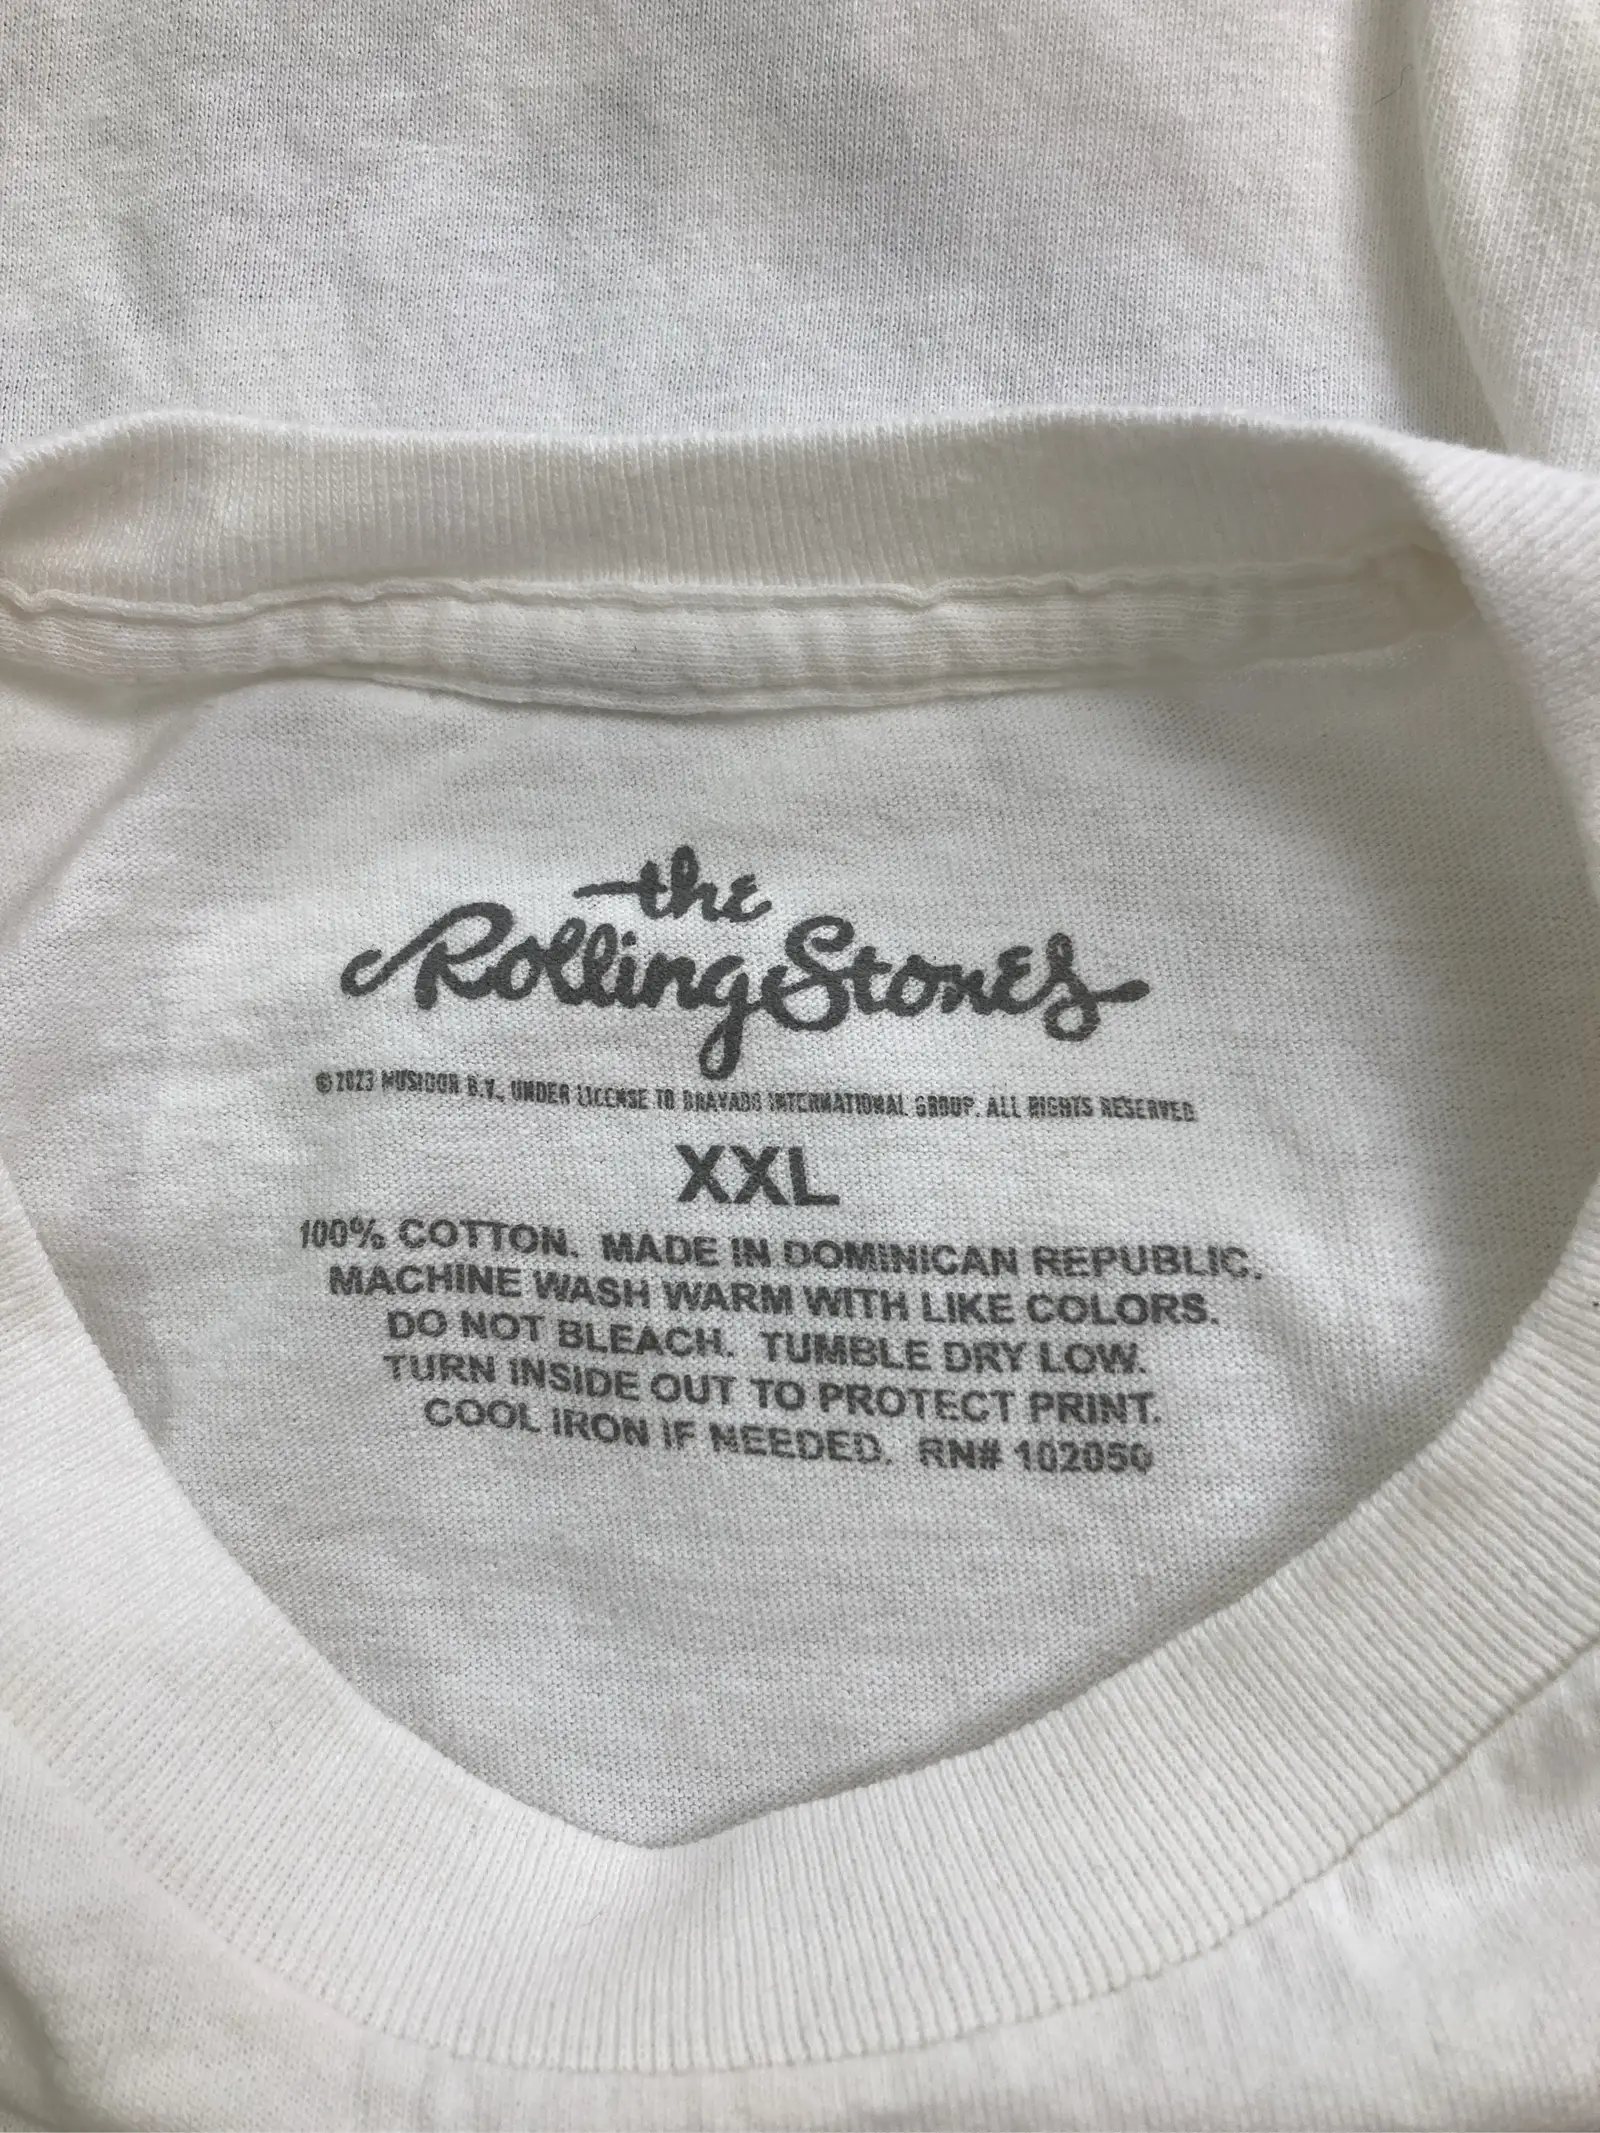 the
Rolling Stones
©2023 MUSIDOR B.V., UNDER LICENSE TO BRAVADO INTERNATIONAL GROUP. ALL RIGHTS RESERVED.
XXL
100% COTTON. MADE IN DOMINICAN REPUBLIC.
MACHINE WASH WARM WITH LIKE COLORS.
DO NOT BLEACH. TUMBLE DRY LOW.
TURN INSIDE OUT TO PROTECT PRINT.
COOL IRON IF NEEDED. RN# 102050